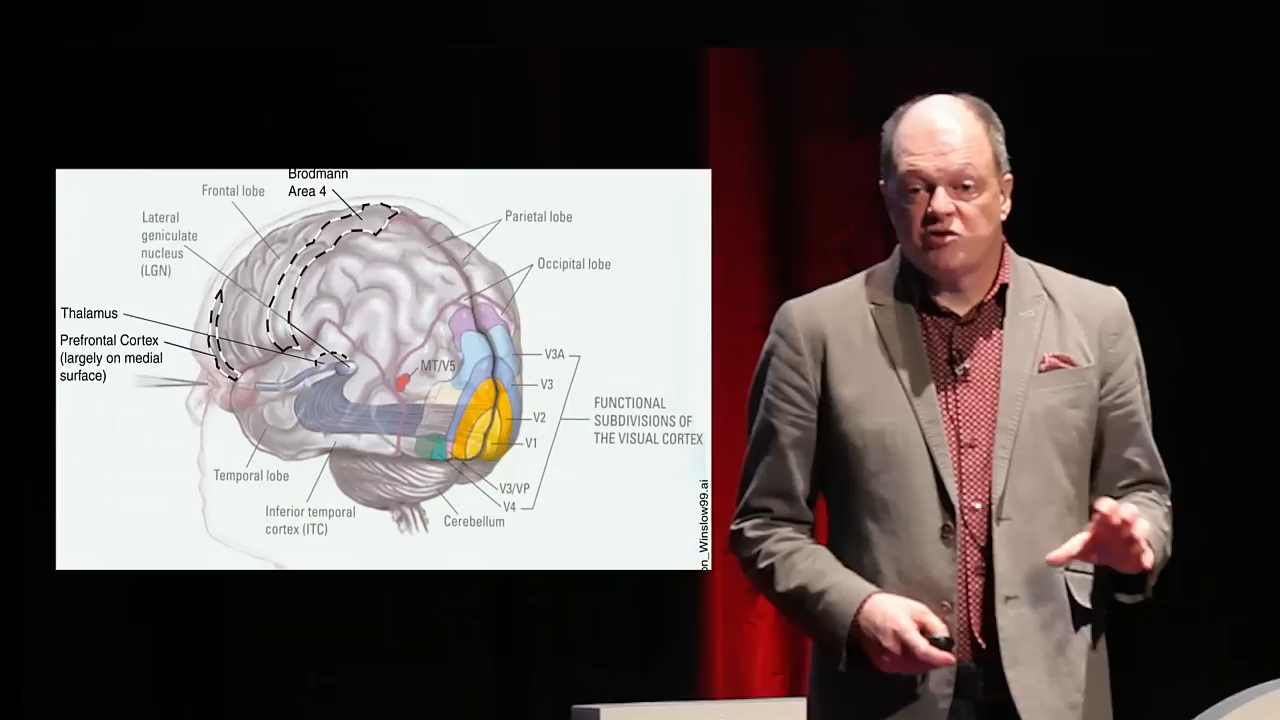 Brodmann
Area 4
Frontal lobe
Lateral
geniculate
nucleus
(LGN)
Parietal lobe
Occipital lobe
Thalamus
Prefrontal Cortex
(largely on medial
surface)
MT/V5
V3A
V3
V2
V1
FUNCTIONAL
SUBDIVISIONS OF
THE VISUAL CORTEX
Temporal lobe
V3/VP
V4
Inferior temporal
cortex (ITC)
Cerebellum
on_Winslow99.ai